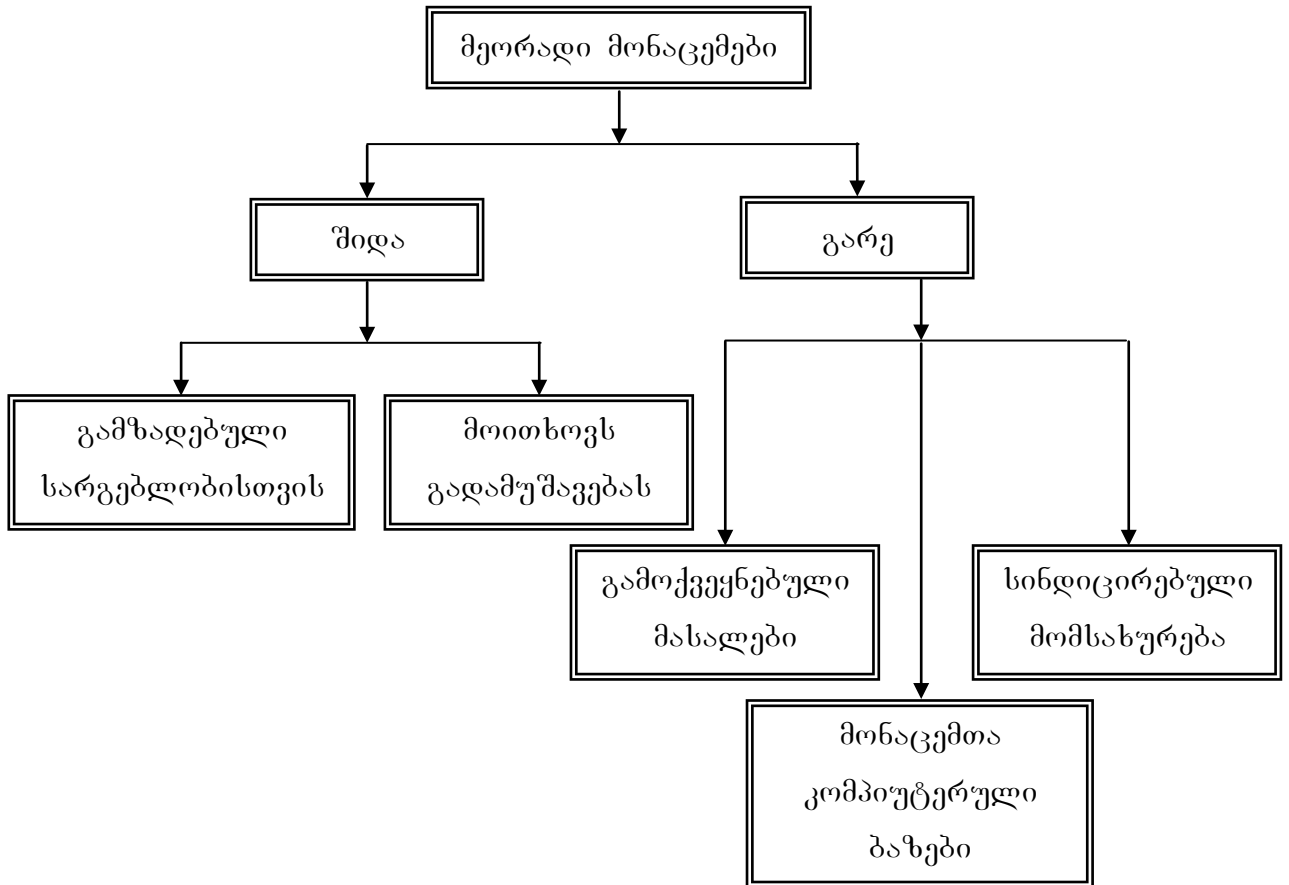 მეორადი მონაცემები
შიდა
გარე
გამზადებული
სარგებლობისთვის
მოითხოვს
გადამუშავებას
გამოქვეყნებული
მასალები
სინდიცირებული
მომსახურება
მონაცემთა
კომპიუტერული
ბაზები